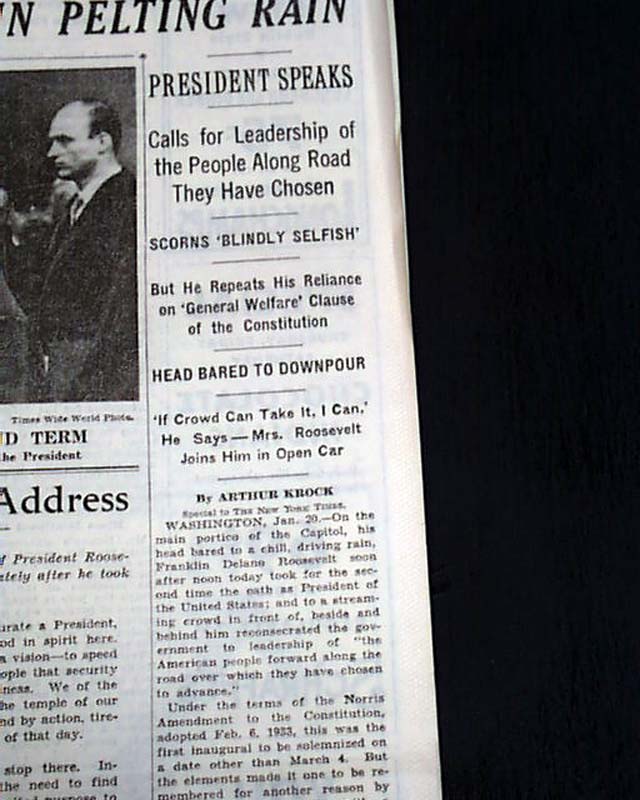 N PELTING RAIN
PRESIDENT SPEAKS
Calls for Leadership of
the People Along Road
They Have Chosen
SCORNS 'BLINDLY SELFISH'
But He Repeats His Reliance
on 'General Welfare' Clause
of the Constitution
HEAD BARED TO DOWNPOUR
'If Crowd Can Take It, I Can,'
He Says—Mrs. Roosevelt
Joins Him in Open Car
By ARTHUR KROCK
Special to THE NEW YORK TIMES.
WASHINGTON, Jan. 20.—On the
main portico of the Capitol, his
head bared to a chill, driving rain,
Franklin Delano Roosevelt soon
after noon today took for the sec-
ond time the oath as President of
the United States; and to a stream-
ing crowd in front of, beside and
behind him reconsecrated the gov-
ernment to leadership of "the
American people forward along the
road over which they have chosen
to advance."
Under the terms of the Norris
Amendment to the Constitution,
adopted Feb. 6, 1933, this was the
first inaugural to be solemnized on
a date other than March 4. But
the elements made it one to be re-
membered for another reason by
Times Wide World Photo.
D TERM
he President
Address
f President Roose-
ately after he took
urate a President,
od in spirit here.
a vision—to speed
ople that security
iness. We of the
he temple of our
nd by action, tire-
of that day.
stop there. In-
the need to find
purpose to